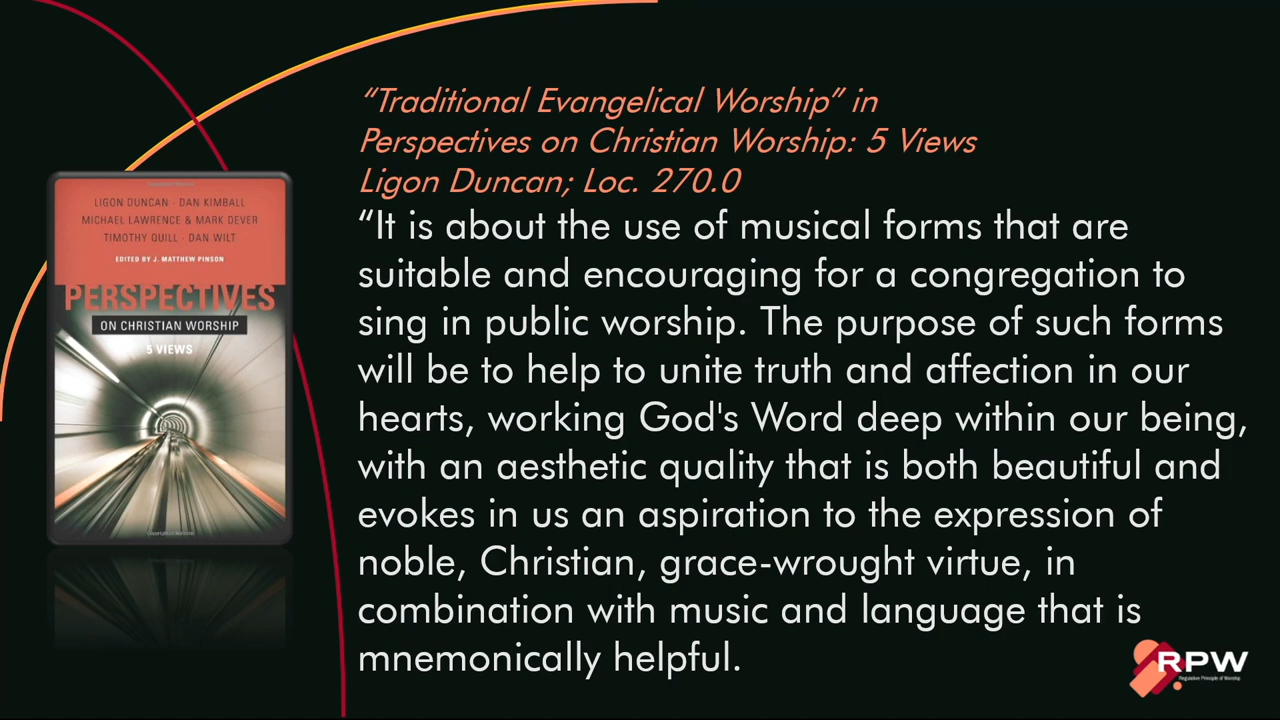 “Traditional Evangelical Worship” in
Perspectives on Christian Worship: 5 Views
Ligon Duncan; Loc. 270.0
“It is about the use of musical forms that are
suitable and encouraging for a congregation to
sing in public worship. The purpose of such forms
will be to help to unite truth and affection in our
hearts, working God's Word deep within our being,
with an aesthetic quality that is both beautiful and
evokes in us an aspiration to the expression of
noble, Christian, grace-wrought virtue, in
combination with music and language that is
mnemonically helpful.
LIGON DUNCAN · DAN KIMBALL
MICHAEL LAWRENCE & MARK DEVER
TIMOTHY QUILL · DAN WILT
EDITED BY J. MATTHEW PINSON
PERSPECTIVES
ON CHRISTIAN WORSHIP
5 VIEWS
RPW
Regulative Principle of Worship